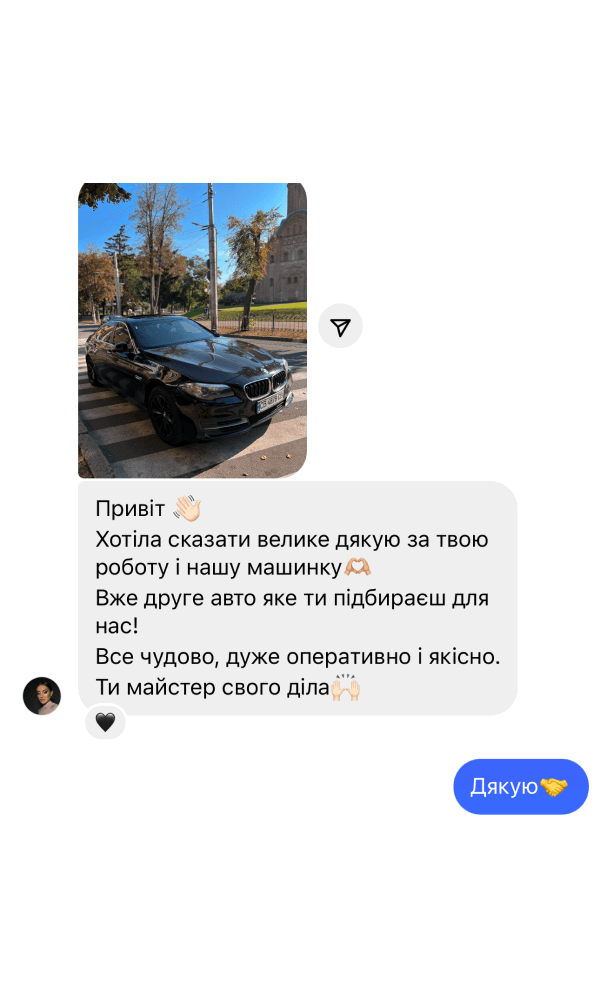 Привіт 👋🏻
Хотіла сказати велике дякую за твою
роботу і нашу машинку🫶🏼
Вже друге авто яке ти підбираєш для
нас!
Все чудово, дуже оперативно і якісно.
Ти майстер свого діла🙌🏻
Дякую🤝